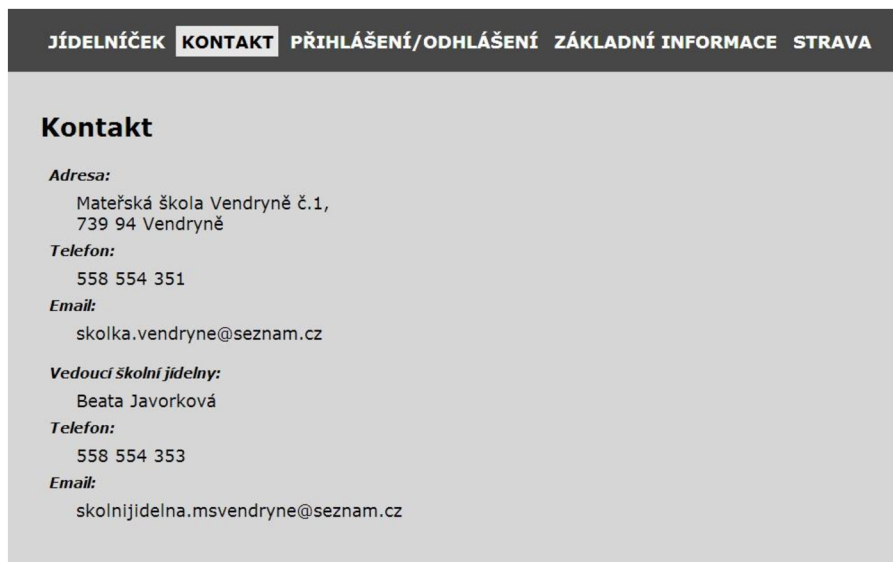 JÍDELNÍČEK KONTAKT PŘIHLÁŠENÍ/ODHLÁŠENÍ ZÁKLADNÍ INFORMACE STRAVA
Kontakt
Adresa:
Mateřská škola Vendryně č.1,
739 94 Vendryně
Telefon:
558 554 351
Email:
skolka.vendryne@seznam.cz
Vedoucí školní jídelny:
Beata Javorková
Telefon:
558 554 353
Email:
skolnijidelna.msvendryne@seznam.cz